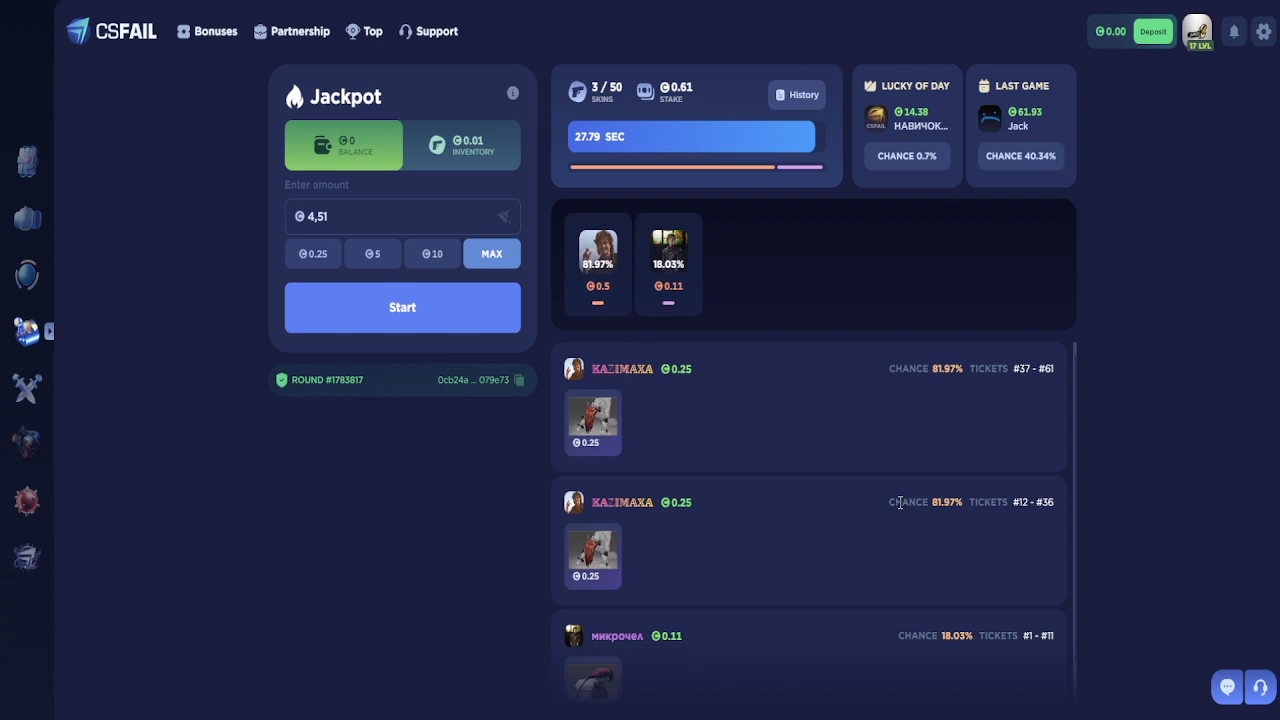 CSFAIL
Bonuses
Partnership
Top
Support
0.00
Deposit
17 LVL
Jackpot
0
BALANCE
0.01
INVENTORY
Enter amount
4,51
0.25
5
10
MAX
Start
ROUND #1783817
0cb24a ... 079e73
3 / 50
SKINS
0.61
STAKE
History
27.79 SEC
LUCKY OF DAY
14.38
НАВИЧОК...
CHANCE 0.7%
LAST GAME
61.93
Jack
CHANCE 40.34%
81.97%
0.5
18.03%
0.11
KAZIMAXA 0.25
CHANCE 81.97% TICKETS #37 - #61
0.25
KAZIMAXA 0.25
CHANCE 81.97% TICKETS #12 - #36
0.25
микрочел 0.11
CHANCE 18.03% TICKETS #1 - #11